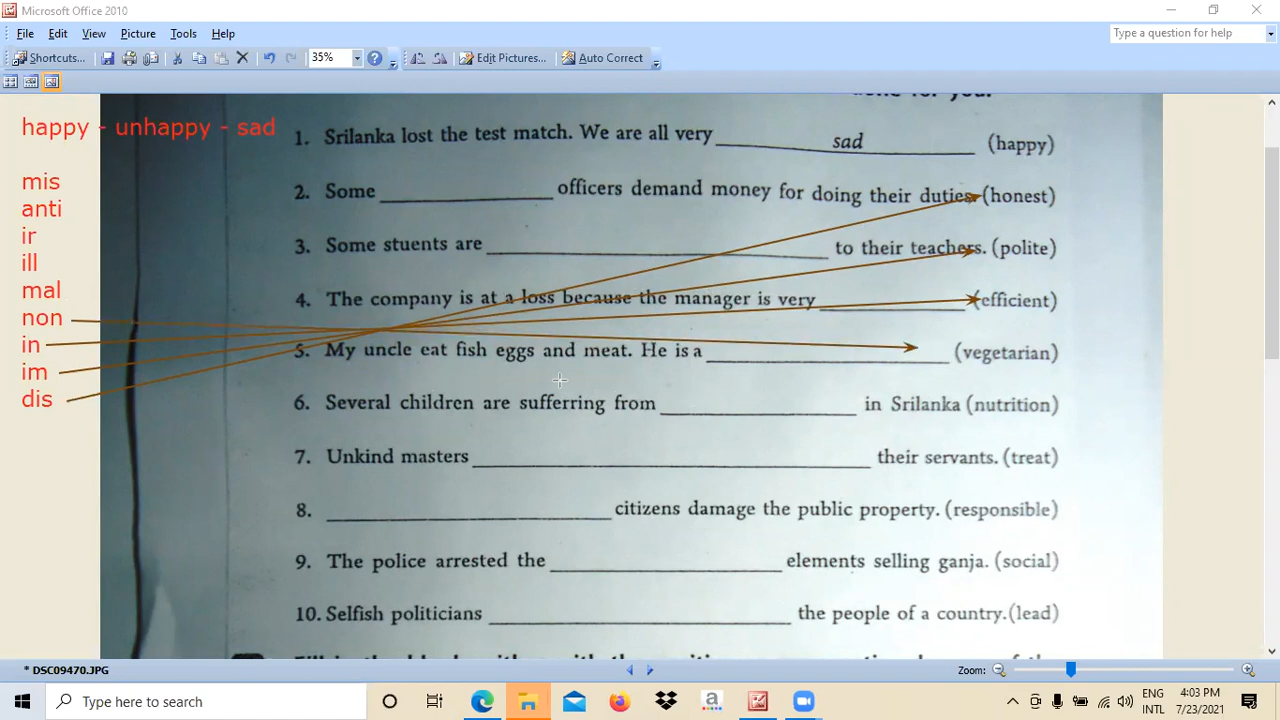 Microsoft Office 2010
File Edit View Picture Tools Help
Type a question for help
Shortcuts... 35% Edit Pictures... Auto Correct
done for you.
happy - unhappy - sad
1. Srilanka lost the test match. We are all very sad (happy)
mis
2. Some officers demand money for doing their duties. (honest)
anti
ir
3. Some stuents are to their teachers. (polite)
ill
mal
4. The company is at a loss because the manager is very (efficient)
non
in
5. My uncle eat fish eggs and meat. He is a (vegetarian)
im
dis
6. Several children are suffering from in Srilanka (nutrition)
7. Unkind masters their servants. (treat)
8. citizens damage the public property. (responsible)
9. The police arrested the elements selling ganja. (social)
10. Selfish politicians the people of a country. (lead)
* DSC09470.JPG Zoom:
Type here to search
ENG 4:03 PM
INTL 7/23/2021